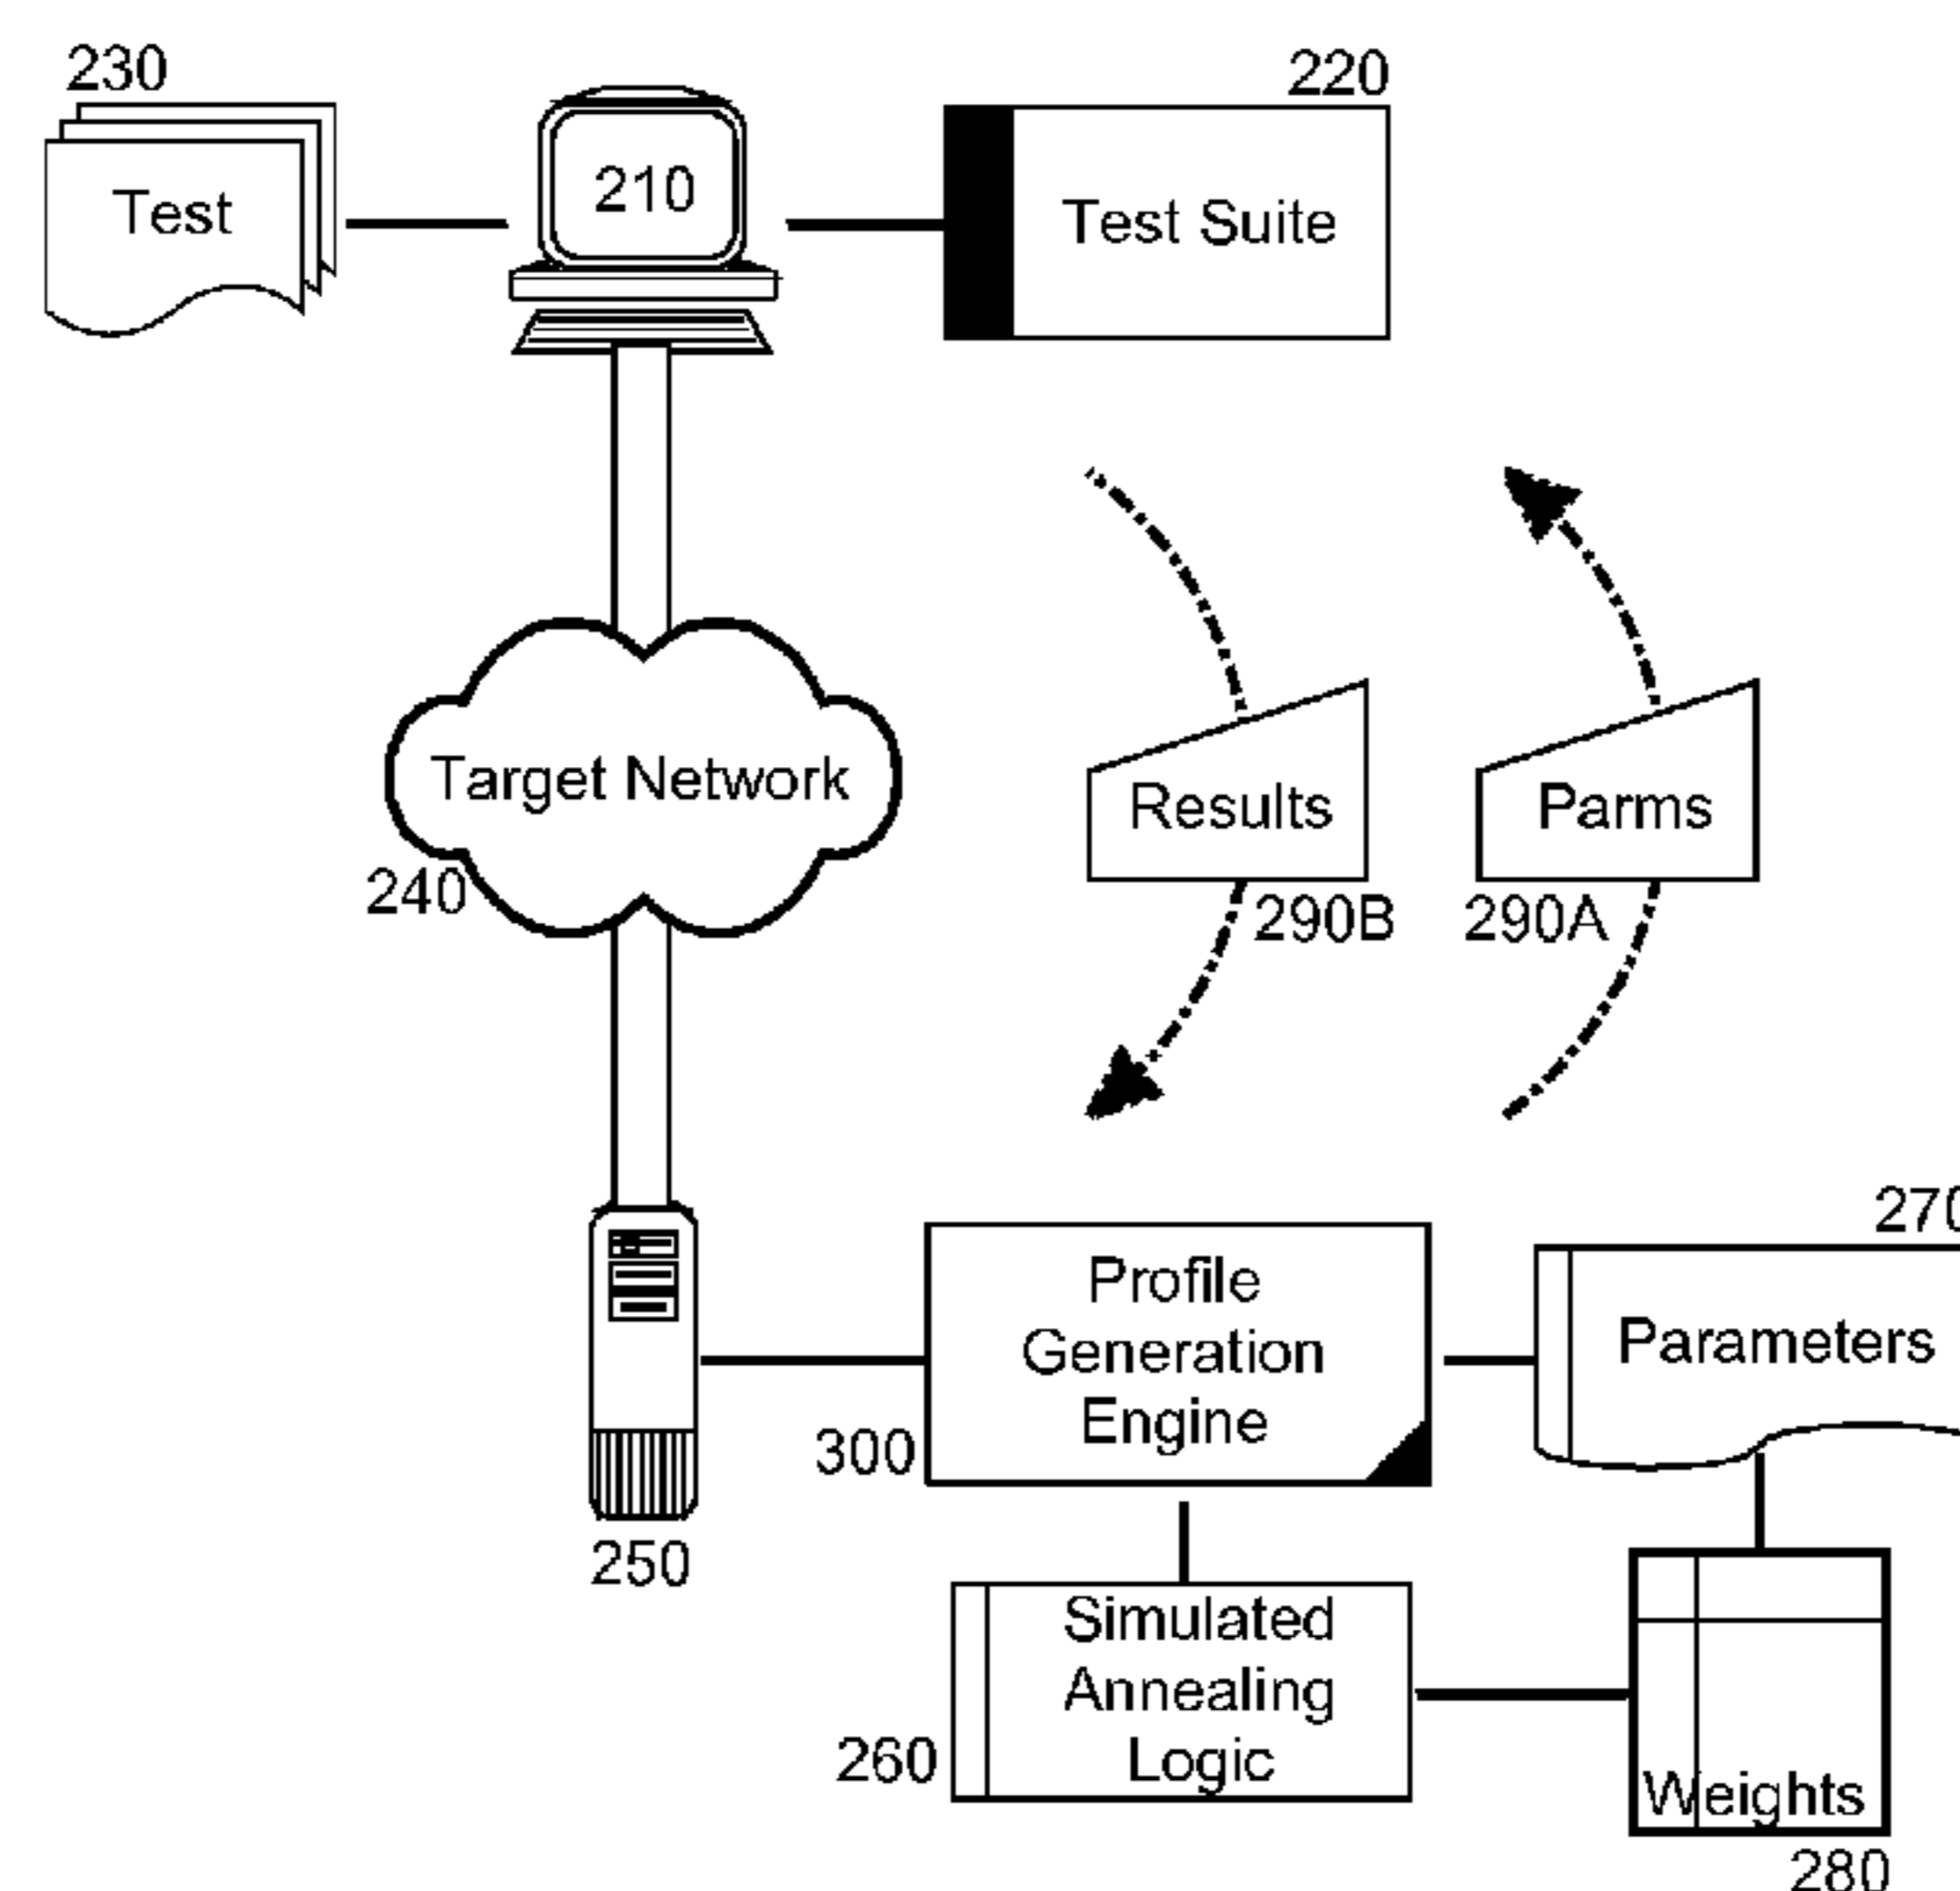 230
220
210
Test
Test Suite
Target Network
Results
Parms
240
290B
290A
270
Profile
Generation
Engine
Parameters
300
250
Simulated
Annealing
Logic
260
Weights
280